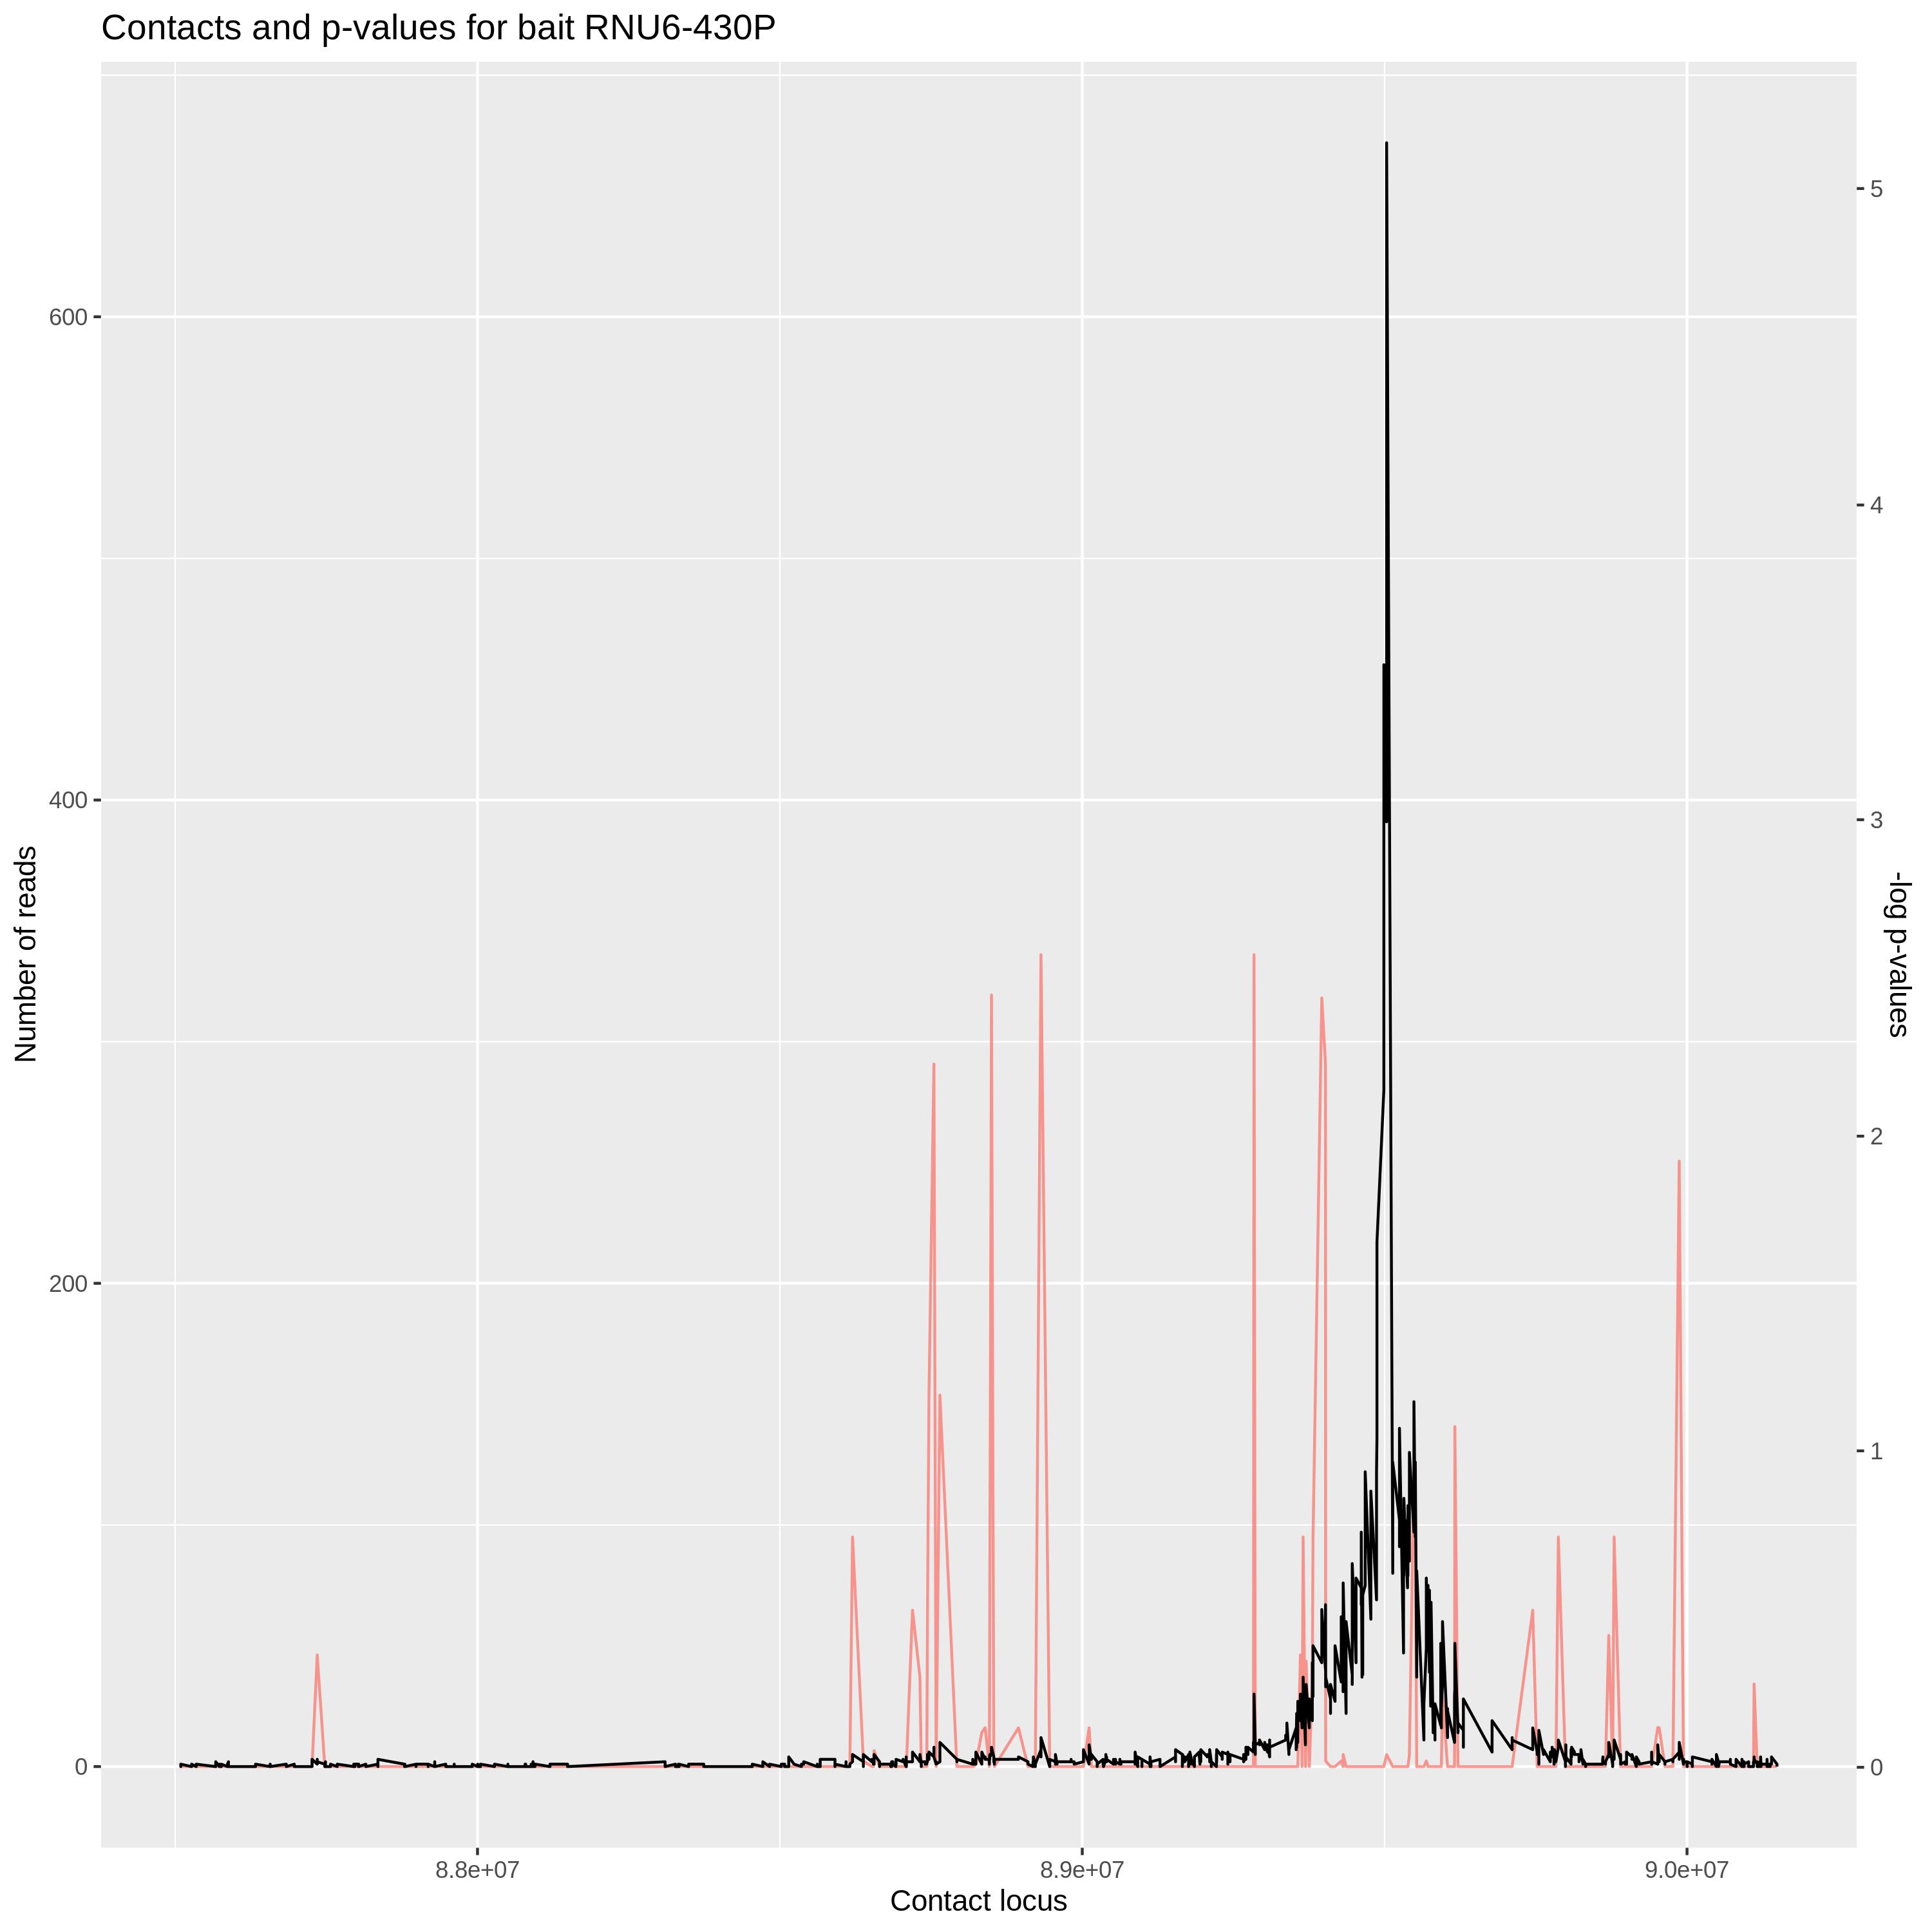 Contacts and p-values for bait RNU6-430P
600
400
200
0
Number of reads
5
4
3
2
1
0
-log p-values
8.8e+07
8.9e+07
9.0e+07
Contact locus